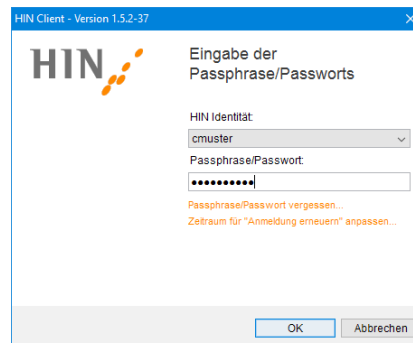 HIN Client - Version 1.5.2-37
HIN
Eingabe der
Passphrase/Passworts
HIN Identität:
cmuster
Passphrase/Passwort:
●●●●●●●●●●
Passphrase/Passwort vergessen...
Zeitraum für "Anmeldung erneuern" anpassen...
OK
Abbrechen